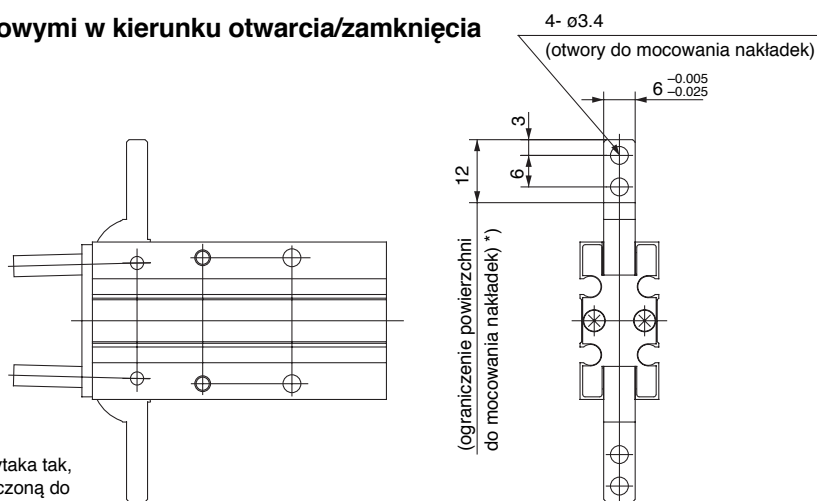 owymi w kierunku otwarcia/zamknięcia
4- ø3.4
(otwory do mocowania nakładek)
6 –0.005
–0.025
3
12
6
(ograniczenie powierzchni
do mocowania nakładek) *)
taka tak,
czoną do